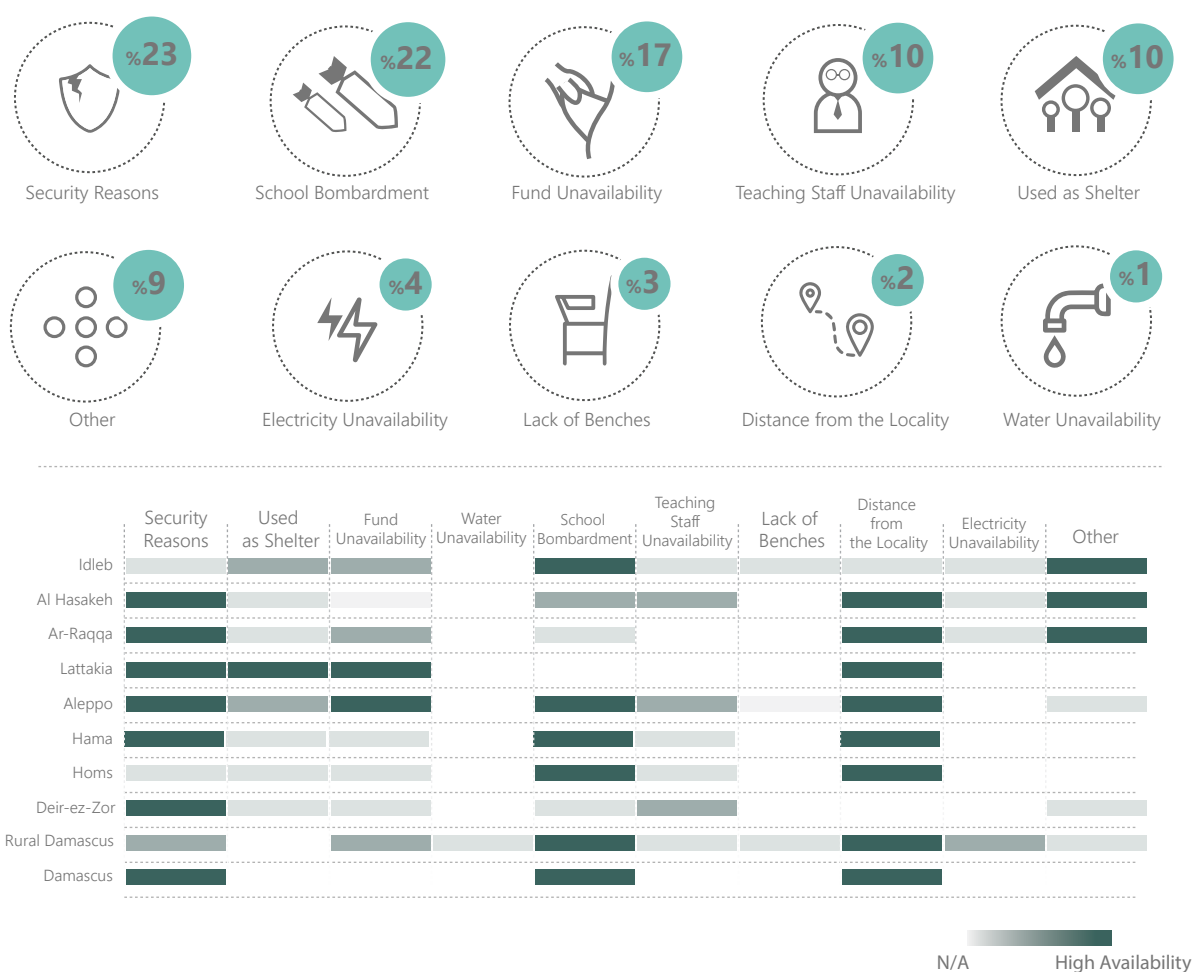 %23
%22
%17
%10
%10
Security Reasons
School Bombardment
Fund Unavailability
Teaching Staff Unavailability
Used as Shelter
%9
%4
%3
%2
%1
Other
Electricity Unavailability
Lack of Benches
Distance from the Locality
Water Unavailability
Security
Reasons
Used
as Shelter
Fund
Unavailability
Water
Unavailability
School
Bombardment
Teaching
Staff
Unavailability
Lack of
Benches
Distance
from
the Locality
Electricity
Unavailability
Other
Idleb
Al Hasakeh
Ar-Raqqa
Lattakia
Aleppo
Hama
Homs
Deir-ez-Zor
Rural Damascus
Damascus
N/A
High Availability